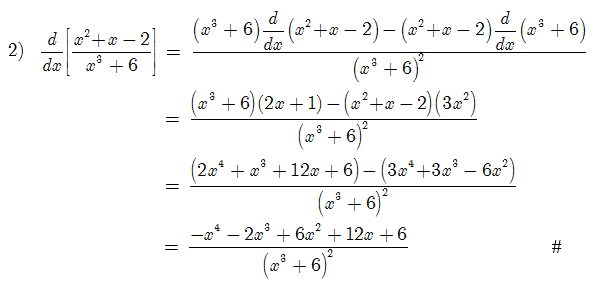 2) d/dx[(x²+x − 2)/(x³ + 6)] = ((x³ + 6) d/dx (x²+x − 2) − (x²+x − 2) d/dx (x³ + 6))/(x³ + 6)²
= ((x³ + 6)(2x + 1) − (x²+x − 2)(3x²))/(x³ + 6)²
= ((2x⁴ + x³ + 12x + 6) − (3x⁴+3x³ − 6x²))/(x³ + 6)²
= (−x⁴ − 2x³ + 6x² + 12x + 6)/(x³ + 6)² #